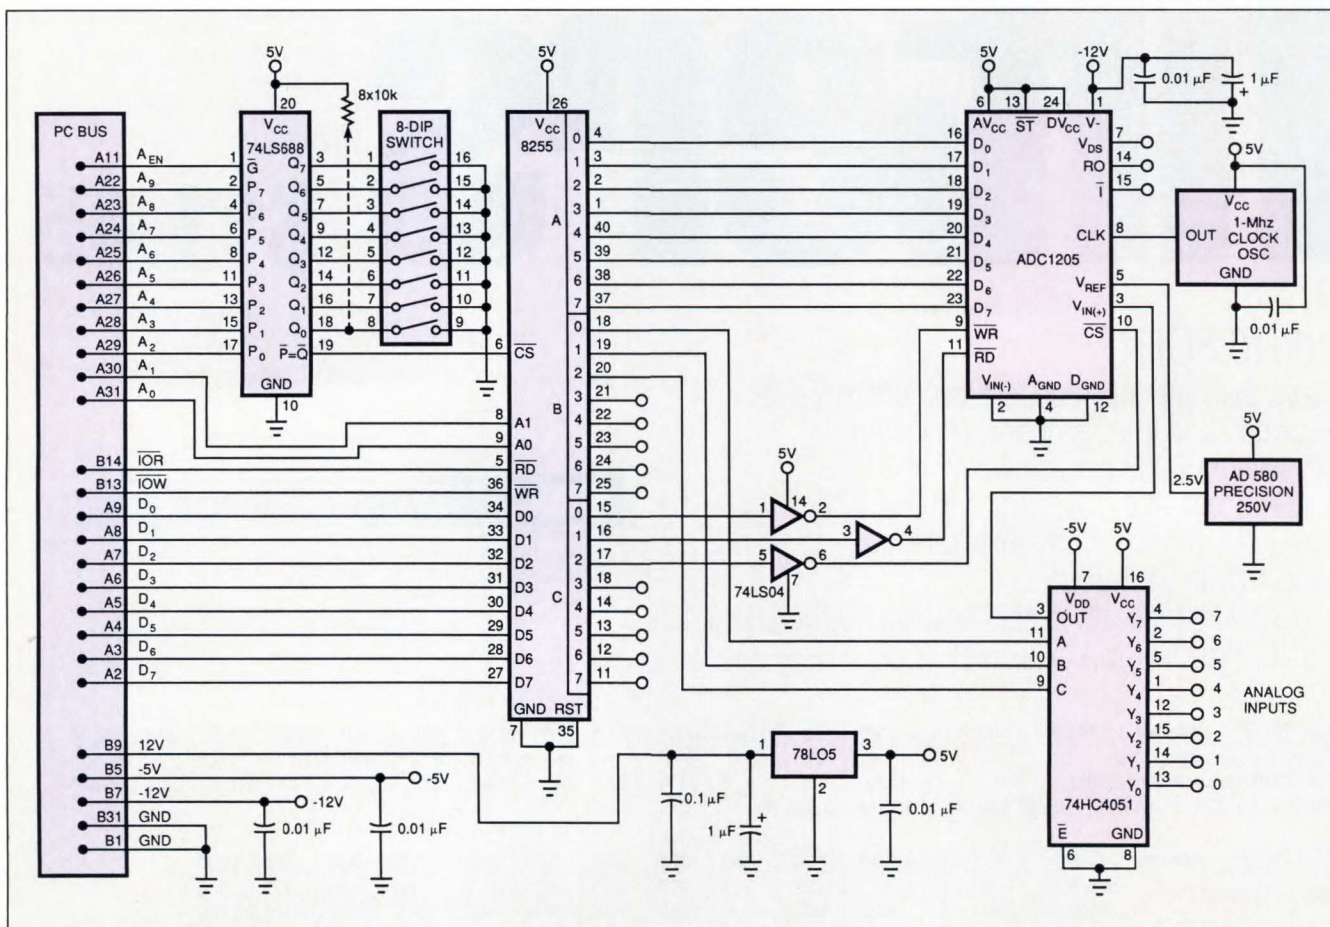 5V
8x10k
PC BUS
A11 A_EN
A22 A9
A23 A8
A24 A7
A25 A6
A26 A5
A27 A4
A28 A3
A29 A2
A30 A1
A31 A0
B14 IOR
B13 IOW
A9 D0
A8 D1
A7 D2
A6 D3
A5 D4
A4 D5
A3 D6
A2 D7
B9 12V
B5 -5V
B7 -12V
B31 GND
B1 GND
0.01 µF
-12V
0.01 µF
-5V
20
VCC
74LS688
1 G Q7 3
2 P7 Q6 5
4 P6 Q5 7
6 P5 Q4 9
8 P4 Q3 12
11 P3 Q2 14
13 P2 Q1 16
15 P1 Q0 18
17 P0 P=Q 19
GND
10
8-DIP
SWITCH
1 16
2 15
3 14
4 13
5 12
6 11
7 10
8 9
5V
26
VCC
8255
6 CS
8 A1
9 A0
5 RD
36 WR
34 D0
33 D1
32 D2
31 D3
30 D4
29 D5
28 D6
27 D7
GND RST
7 35
A
0 4
1 3
2 2
3 1
4 40
5 39
6 38
7 37
B
0 18
1 19
2 20
3 21
4 22
5 23
6 24
7 25
C
0 15
1 16
2 17
3 18
4 14
5 13
6 12
7 11
5V
1 14 2
3 4
5 7 6
74LS04
5V
-12V
0.01 µF
1 µF
+
6 13 24 1
AVCC ST DVCC V-
ADC1205
16 D0
17 D1
18 D2
19 D3
20 D4
21 D5
22 D6
23 D7
9 WR
11 RD
VDS 7
RO 14
I 15
CLK 8
VREF 5
VIN(+) 3
CS 10
VIN(-) AGND DGND
2 4 12
5V
VCC
1-Mhz
OUT CLOCK
OSC
GND
0.01 µF
5V
2.5V
AD 580
PRECISION
250V
-5V 5V
7 16
VDD VCC
3 OUT
11 A
10 B
9 C
Y7 4 7
Y6 2 6
Y5 5 5
Y4 1 4
Y3 12 3
Y2 15 2
Y1 14 1
Y0 13 0
ANALOG
INPUTS
74HC4051
E GND
6 8
1 78LO5 3
2
5V
0.1 µF
1 µF
+
0.01 µF